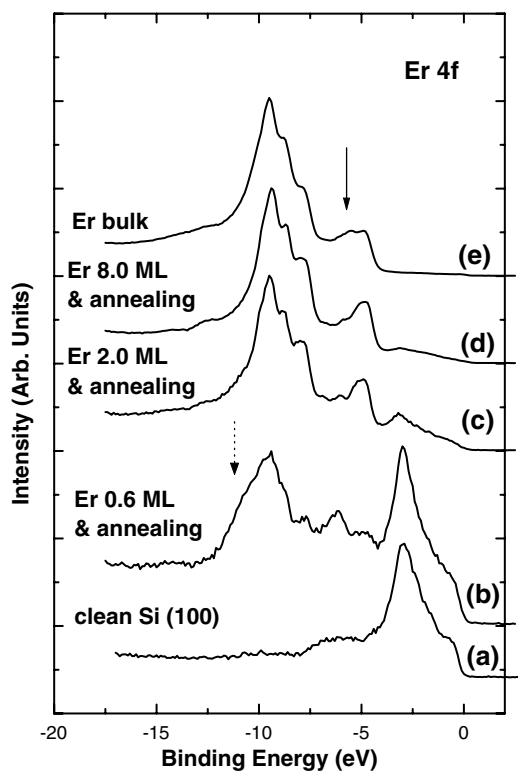 Er 4f
Er bulk
(e)
Er 8.0 ML
& annealing
(d)
Er 2.0 ML
& annealing
(c)
Er 0.6 ML
& annealing
(b)
clean Si (100)
(a)
Intensity (Arb. Units)
-20 -15 -10 -5 0
Binding Energy (eV)